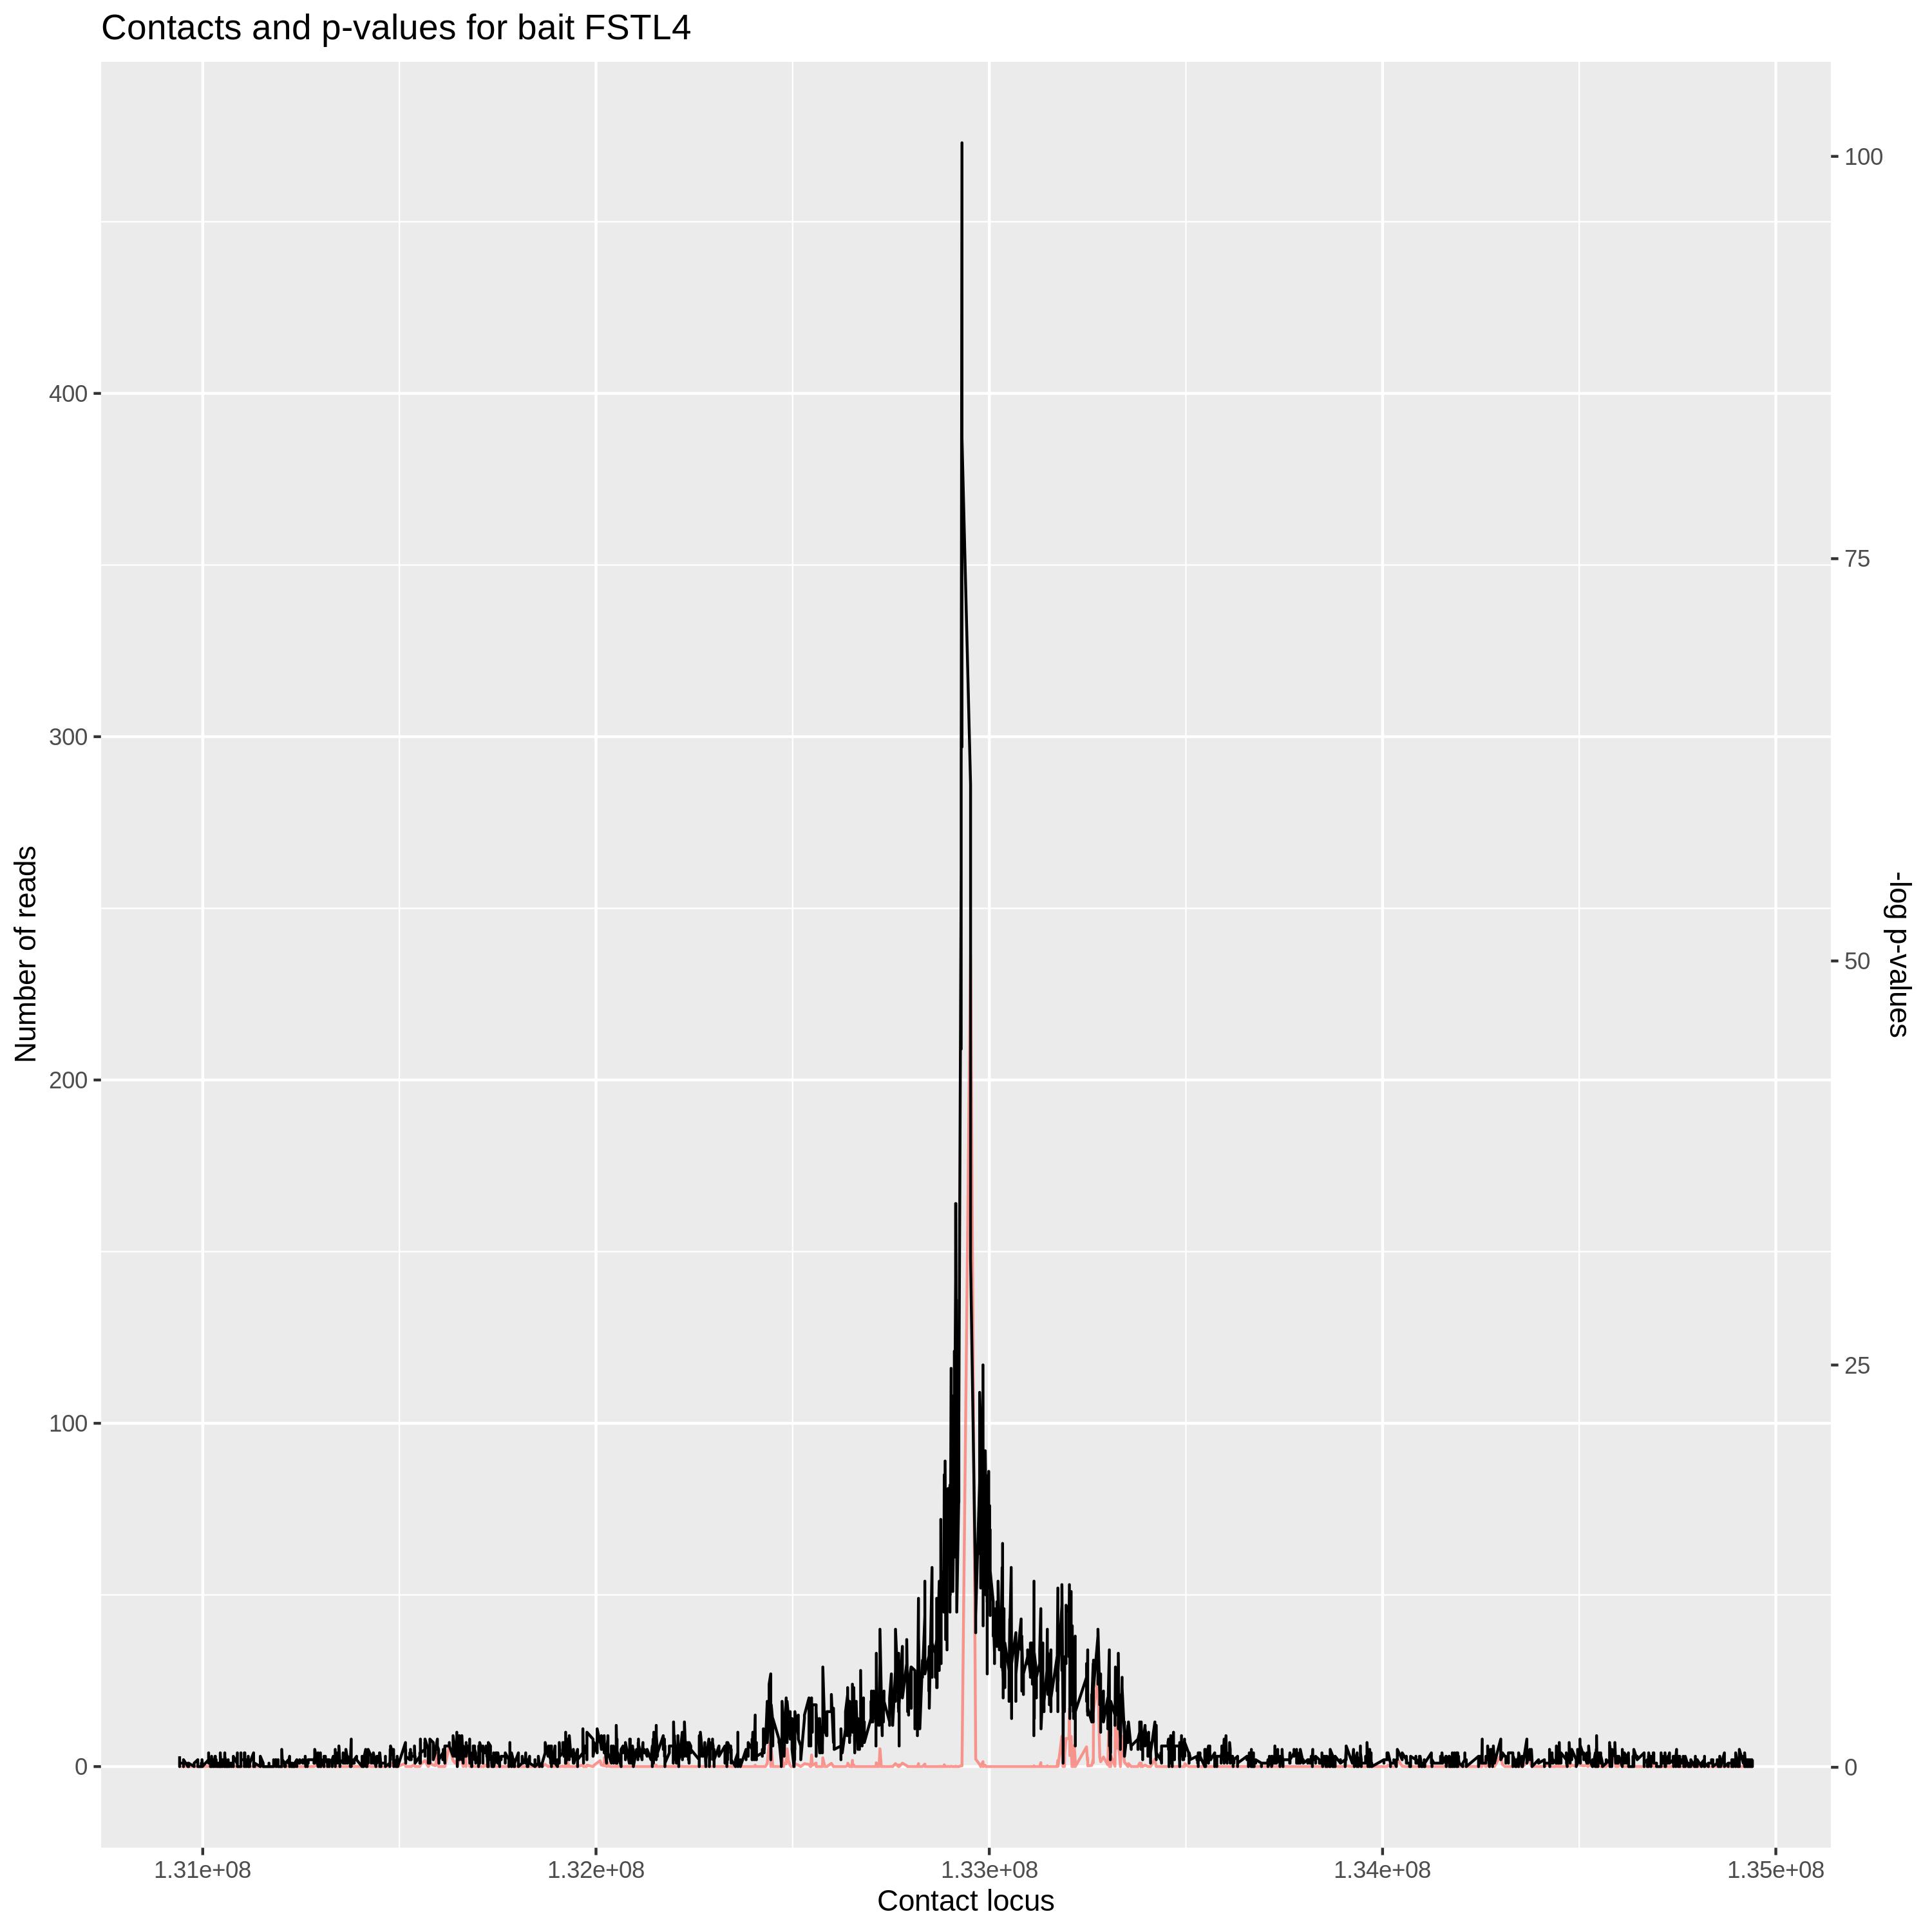 Contacts and p-values for bait FSTL4
Number of reads
400
300
200
100
0
100
75
50
25
0
-log p-values
1.31e+08 1.32e+08 1.33e+08 1.34e+08 1.35e+08
Contact locus